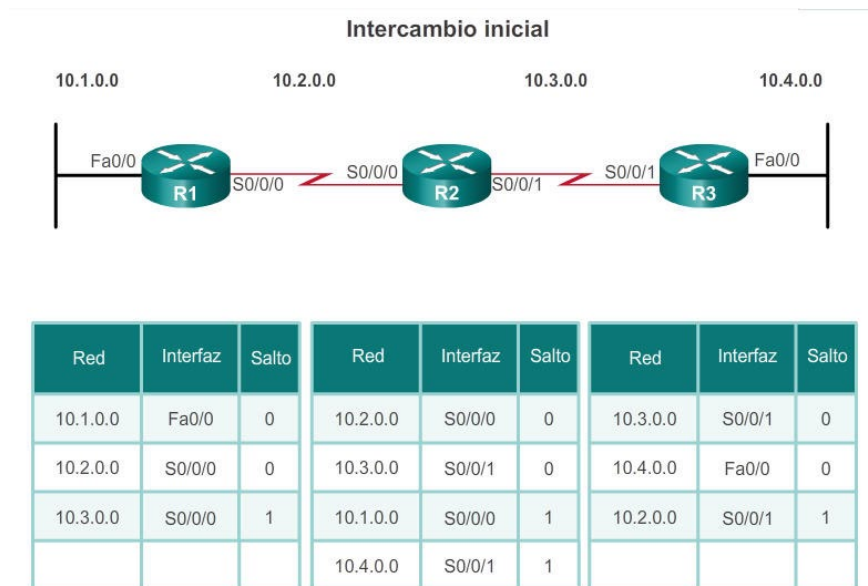 Intercambio inicial
10.1.0.0 10.2.0.0 10.3.0.0 10.4.0.0
Fa0/0 R1 S0/0/0 S0/0/0 R2 S0/0/1 S0/0/1 R3 Fa0/0
Red Interfaz Salto Red Interfaz Salto Red Interfaz Salto
10.1.0.0 Fa0/0 0 10.2.0.0 S0/0/0 0 10.3.0.0 S0/0/1 0
10.2.0.0 S0/0/0 0 10.3.0.0 S0/0/1 0 10.4.0.0 Fa0/0 0
10.3.0.0 S0/0/0 1 10.1.0.0 S0/0/0 1 10.2.0.0 S0/0/1 1
10.4.0.0 S0/0/1 1